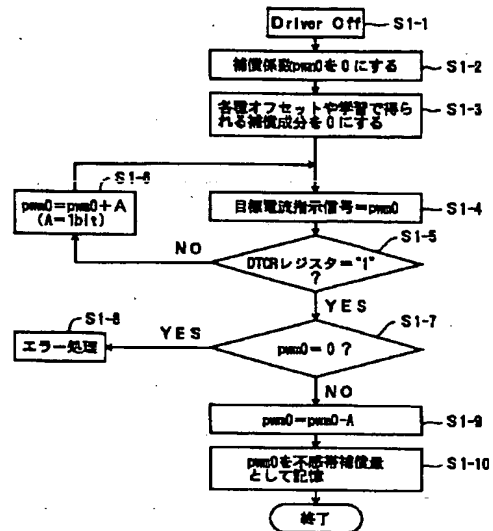 Driver Off
S1-1
補償係数pwm0を0にする
S1-2
各種オフセットや学習で得ら
れる補償成分を0にする
S1-3
S1-6
pwm0=pwm0+A
(A=1bit)
目標電流指示信号=pwm0
S1-4
S1-5
NO
DTCRレジスタ="1"
?
YES
S1-8
YES
S1-7
エラー処理
pwm0=0?
NO
pwm0=pwm0-A
S1-9
pwm0を不感帯補償量
として記憶
S1-10
終了